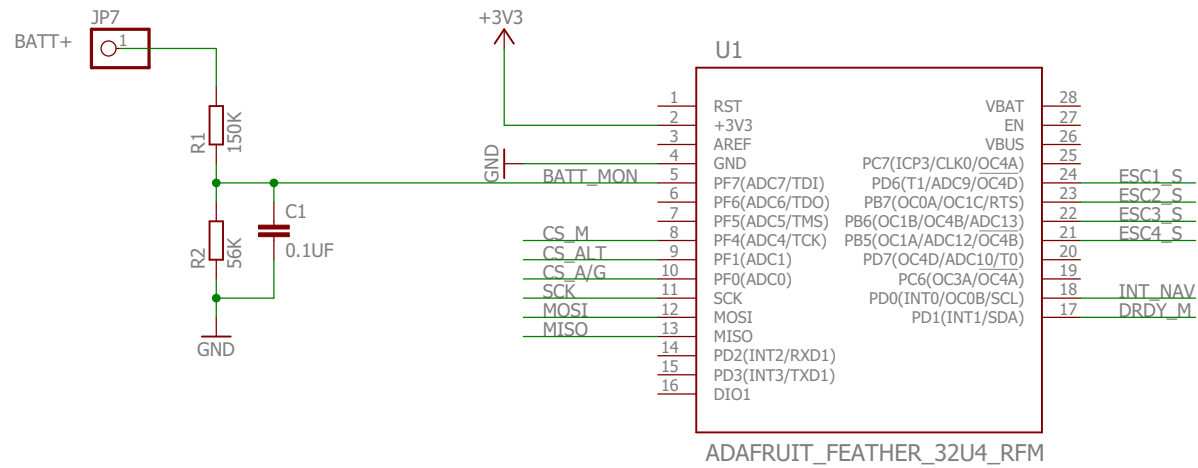 JP7
BATT+
1
+3V3
R1
150K
R2
56K
C1
0.1UF
GND
GND
BATT_MON
CS_M
CS_ALT
CS_A/G
SCK
MOSI
MISO
U1
1 RST
2 +3V3
3 AREF
4 GND
5 PF7(ADC7/TDI)
6 PF6(ADC6/TDO)
7 PF5(ADC5/TMS)
8 PF4(ADC4/TCK)
9 PF1(ADC1)
10 PF0(ADC0)
11 SCK
12 MOSI
13 MISO
14 PD2(INT2/RXD1)
15 PD3(INT3/TXD1)
16 DIO1
VBAT 28
EN 27
VBUS 26
PC7(ICP3/CLK0/OC4A) 25
PD6(T1/ADC9/OC4D) 24 ESC1_S
PB7(OC0A/OC1C/RTS) 23 ESC2_S
PB6(OC1B/OC4B/ADC13) 22 ESC3_S
PB5(OC1A/ADC12/OC4B) 21 ESC4_S
PD7(OC4D/ADC10/T0) 20
PC6(OC3A/OC4A) 19
PD0(INT0/OC0B/SCL) 18 INT_NAV
PD1(INT1/SDA) 17 DRDY_M
ADAFRUIT_FEATHER_32U4_RFM